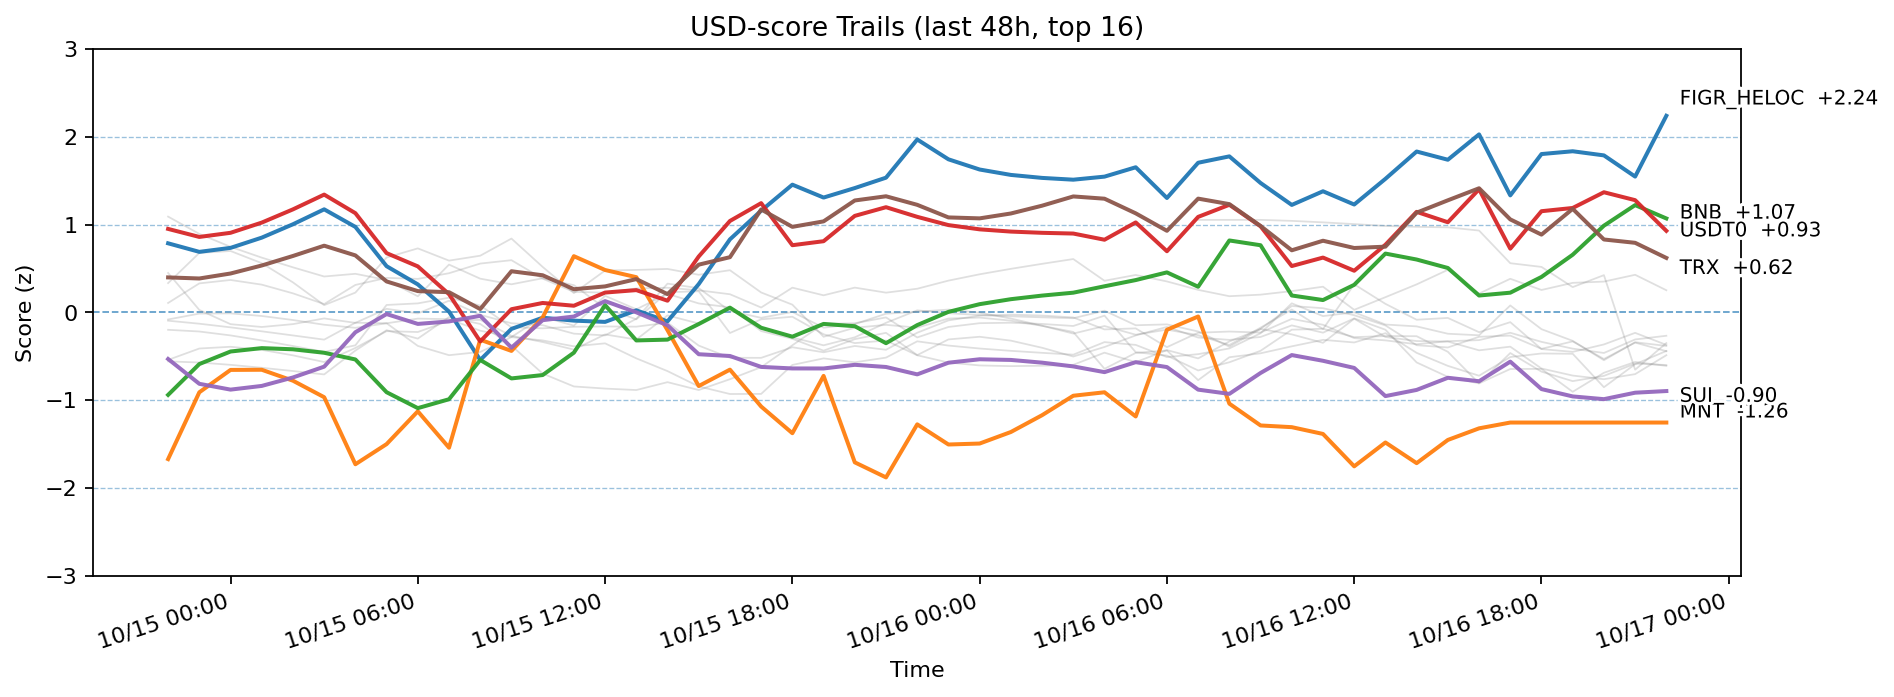 USD-score Trails (last 48h, top 16)
Score (z)
3
2
1
0
−1
−2
−3
FIGR_HELOC +2.24
BNB +1.07
USDT0 +0.93
TRX +0.62
SUI -0.90
MNT -1.26
10/15 00:00
10/15 06:00
10/15 12:00
10/15 18:00
10/16 00:00
10/16 06:00
10/16 12:00
10/16 18:00
10/17 00:00
Time